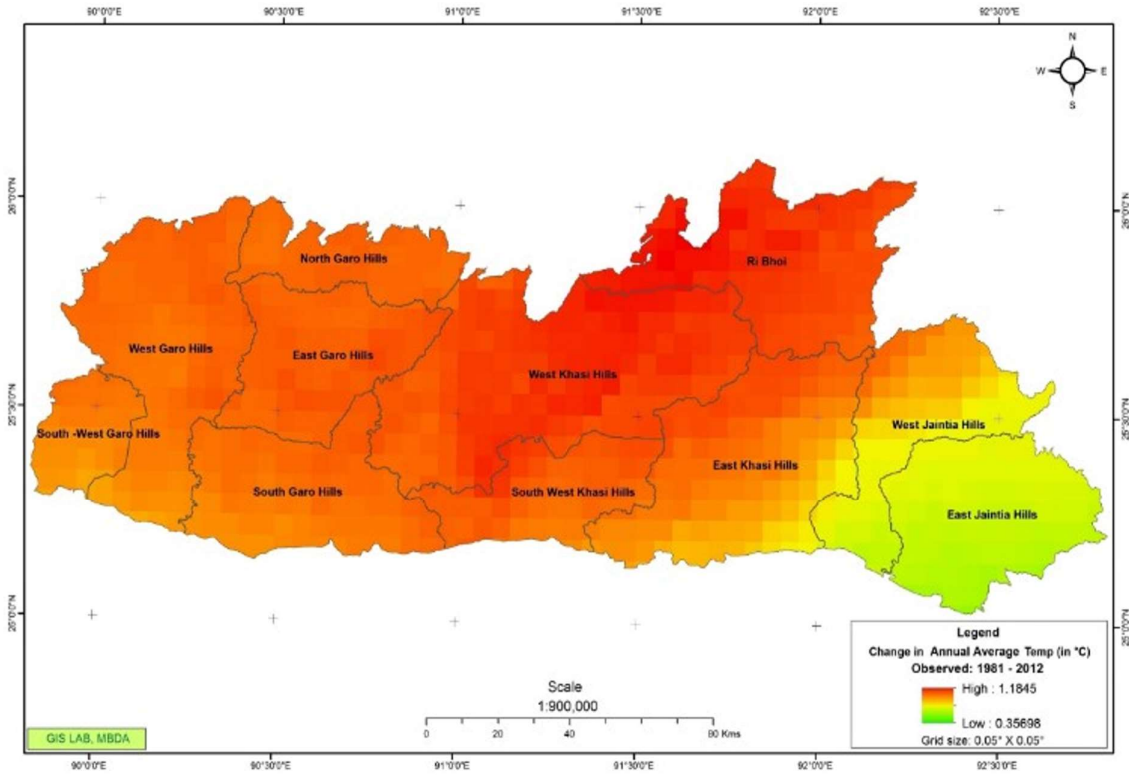 90°0'0"E 90°30'0"E 91°0'0"E 91°30'0"E 92°0'0"E 92°30'0"E
N
W E
S
26°0'0"N 26°0'0"N
North Garo Hills
Ri Bhoi
West Garo Hills
East Garo Hills
West Khasi Hills
25°30'0"N 25°30'0"N
South -West Garo Hills
West Jaintia Hills
East Khasi Hills
South Garo Hills
South West Khasi Hills
East Jaintia Hills
25°0'0"N 25°0'0"N
Legend
Change in Annual Average Temp (in °C)
Observed: 1981 - 2012
High : 1.1845
Low : 0.35698
Grid size: 0.05° X 0.05°
Scale
1:900,000
0 20 40 80 Kms
GIS LAB, MBDA
90°0'0"E 90°30'0"E 91°0'0"E 91°30'0"E 92°0'0"E 92°30'0"E